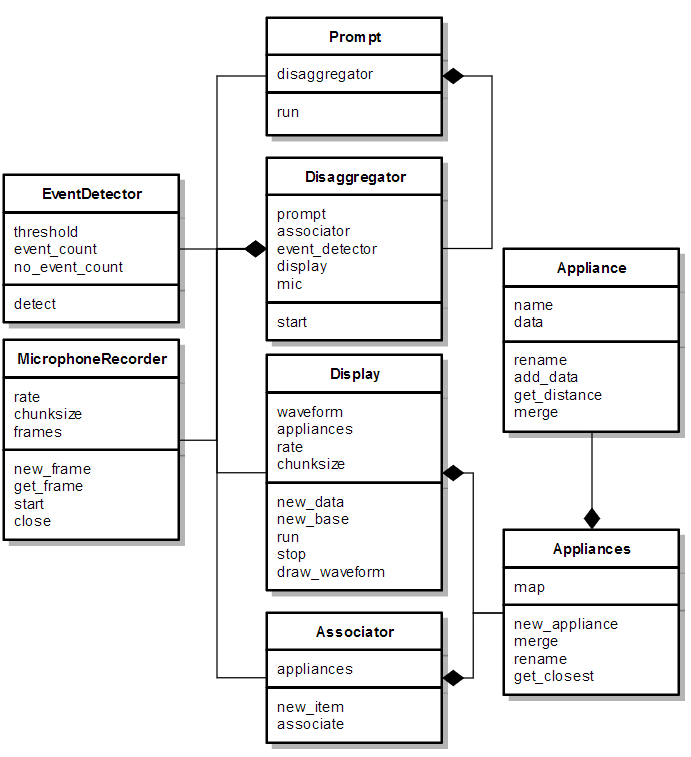 Prompt
disaggregator
run
EventDetector
threshold
event_count
no_event_count
detect
Disaggregator
prompt
associator
event_detector
display
mic
start
Appliance
name
data
rename
add_data
get_distance
merge
MicrophoneRecorder
rate
chunksize
frames
new_frame
get_frame
start
close
Display
waveform
appliances
rate
chunksize
new_data
new_base
run
stop
draw_waveform
Appliances
map
new_appliance
merge
rename
get_closest
Associator
appliances
new_item
associate